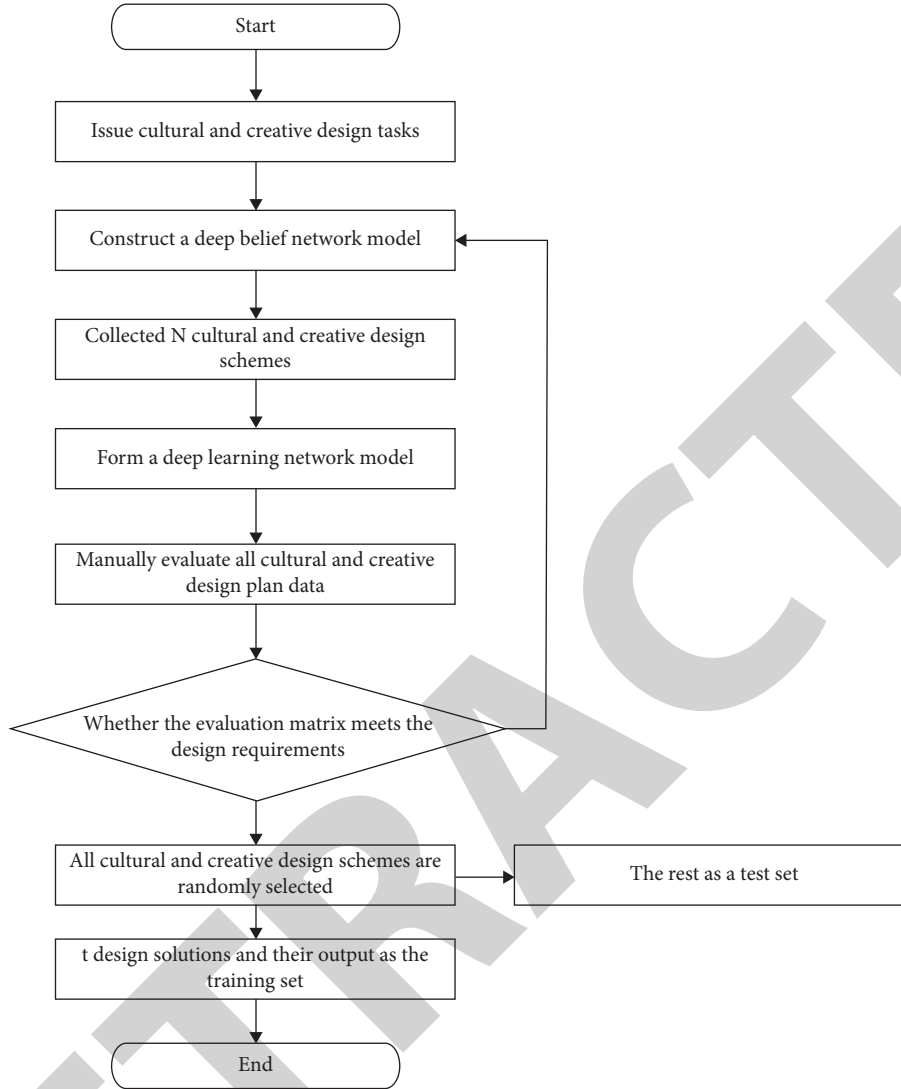 Start
Issue cultural and creative design tasks
Construct a deep belief network model
Collected N cultural and creative design
schemes
Form a deep learning network model
Manually evaluate all cultural and creative
design plan data
Whether the evaluation matrix meets the
design requirements
All cultural and creative design schemes are
randomly selected
The rest as a test set
t design solutions and their output as the
training set
End